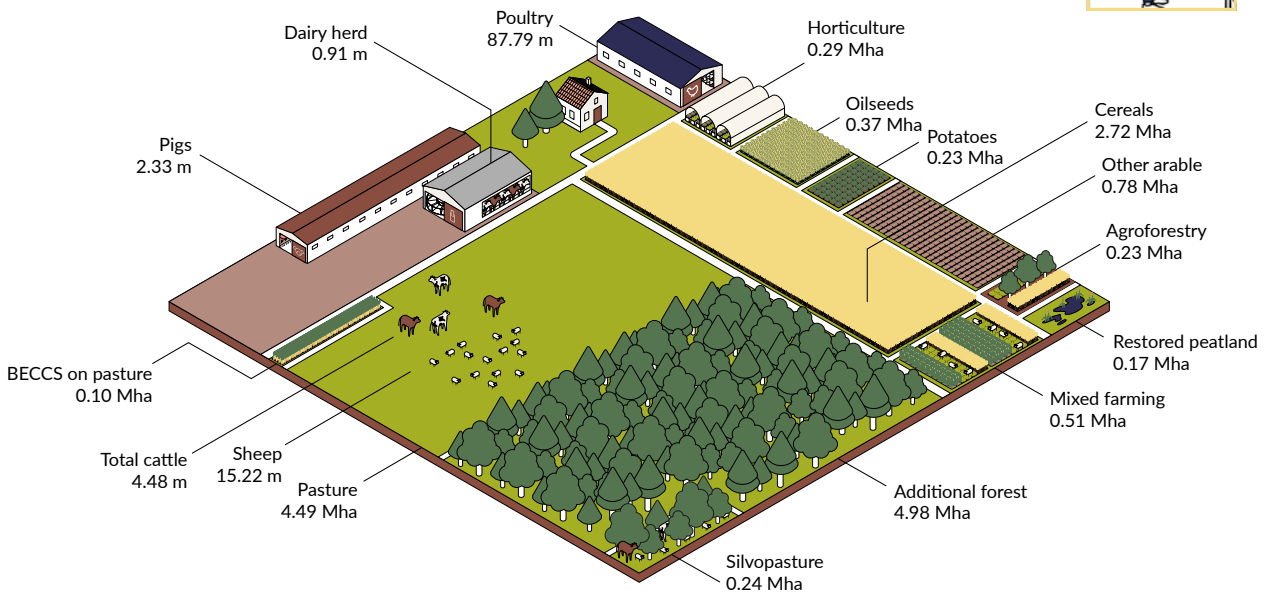 Poultry
87.79 m
Dairy herd
0.91 m
Horticulture
0.29 Mha
Oilseeds
0.37 Mha
Potatoes
0.23 Mha
Cereals
2.72 Mha
Other arable
0.78 Mha
Pigs
2.33 m
Agroforestry
0.23 Mha
Restored peatland
0.17 Mha
BECCS on pasture
0.10 Mha
Mixed farming
0.51 Mha
Total cattle
4.48 m
Sheep
15.22 m
Pasture
4.49 Mha
Additional forest
4.98 Mha
Silvopasture
0.24 Mha